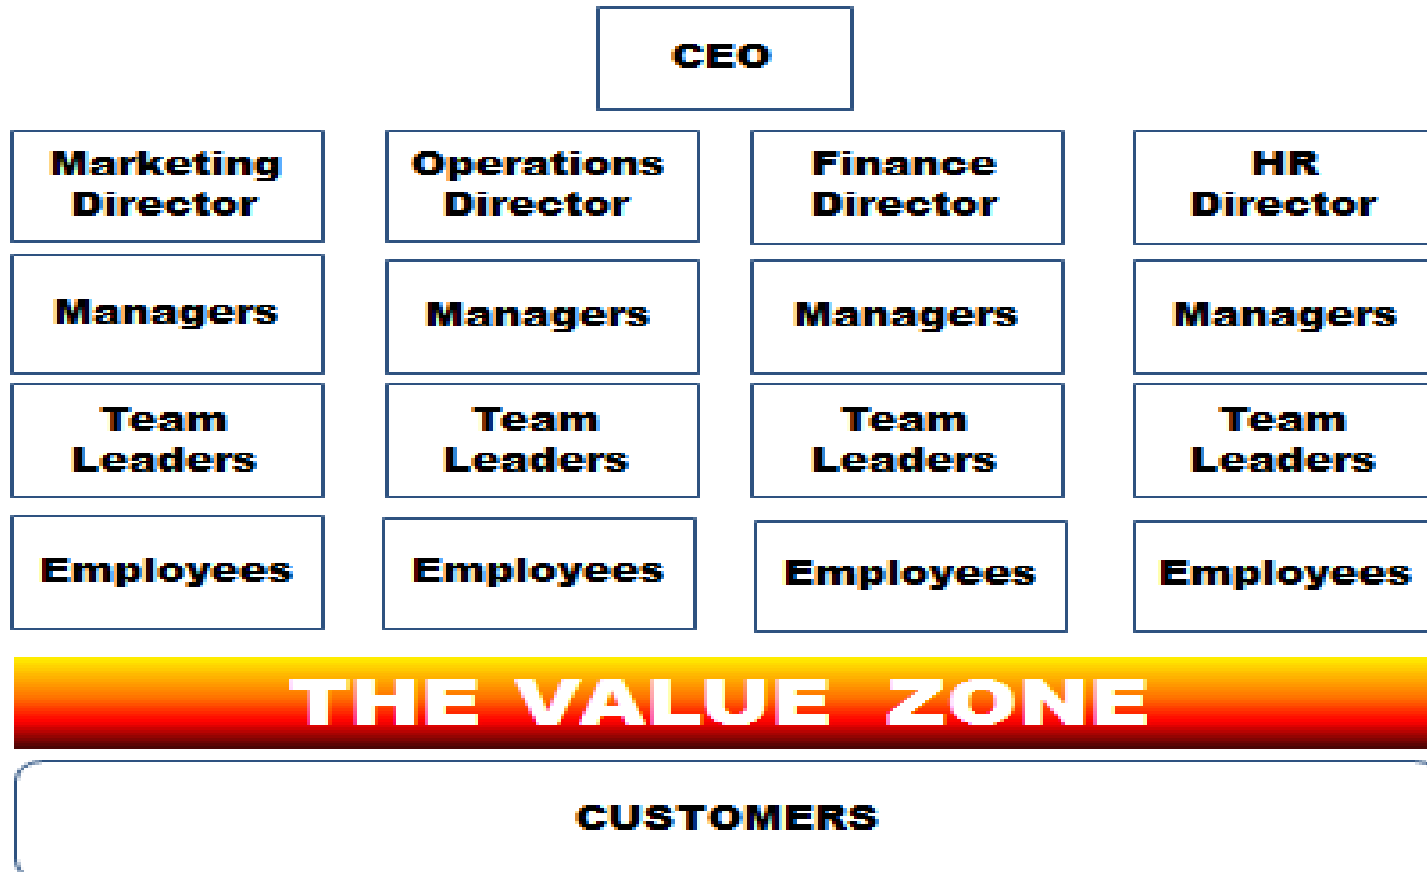 CEO
Marketing
Director
Operations
Director
Finance
Director
HR
Director
Managers
Managers
Managers
Managers
Team
Leaders
Team
Leaders
Team
Leaders
Team
Leaders
Employees
Employees
Employees
Employees
THE VALUE ZONE
CUSTOMERS